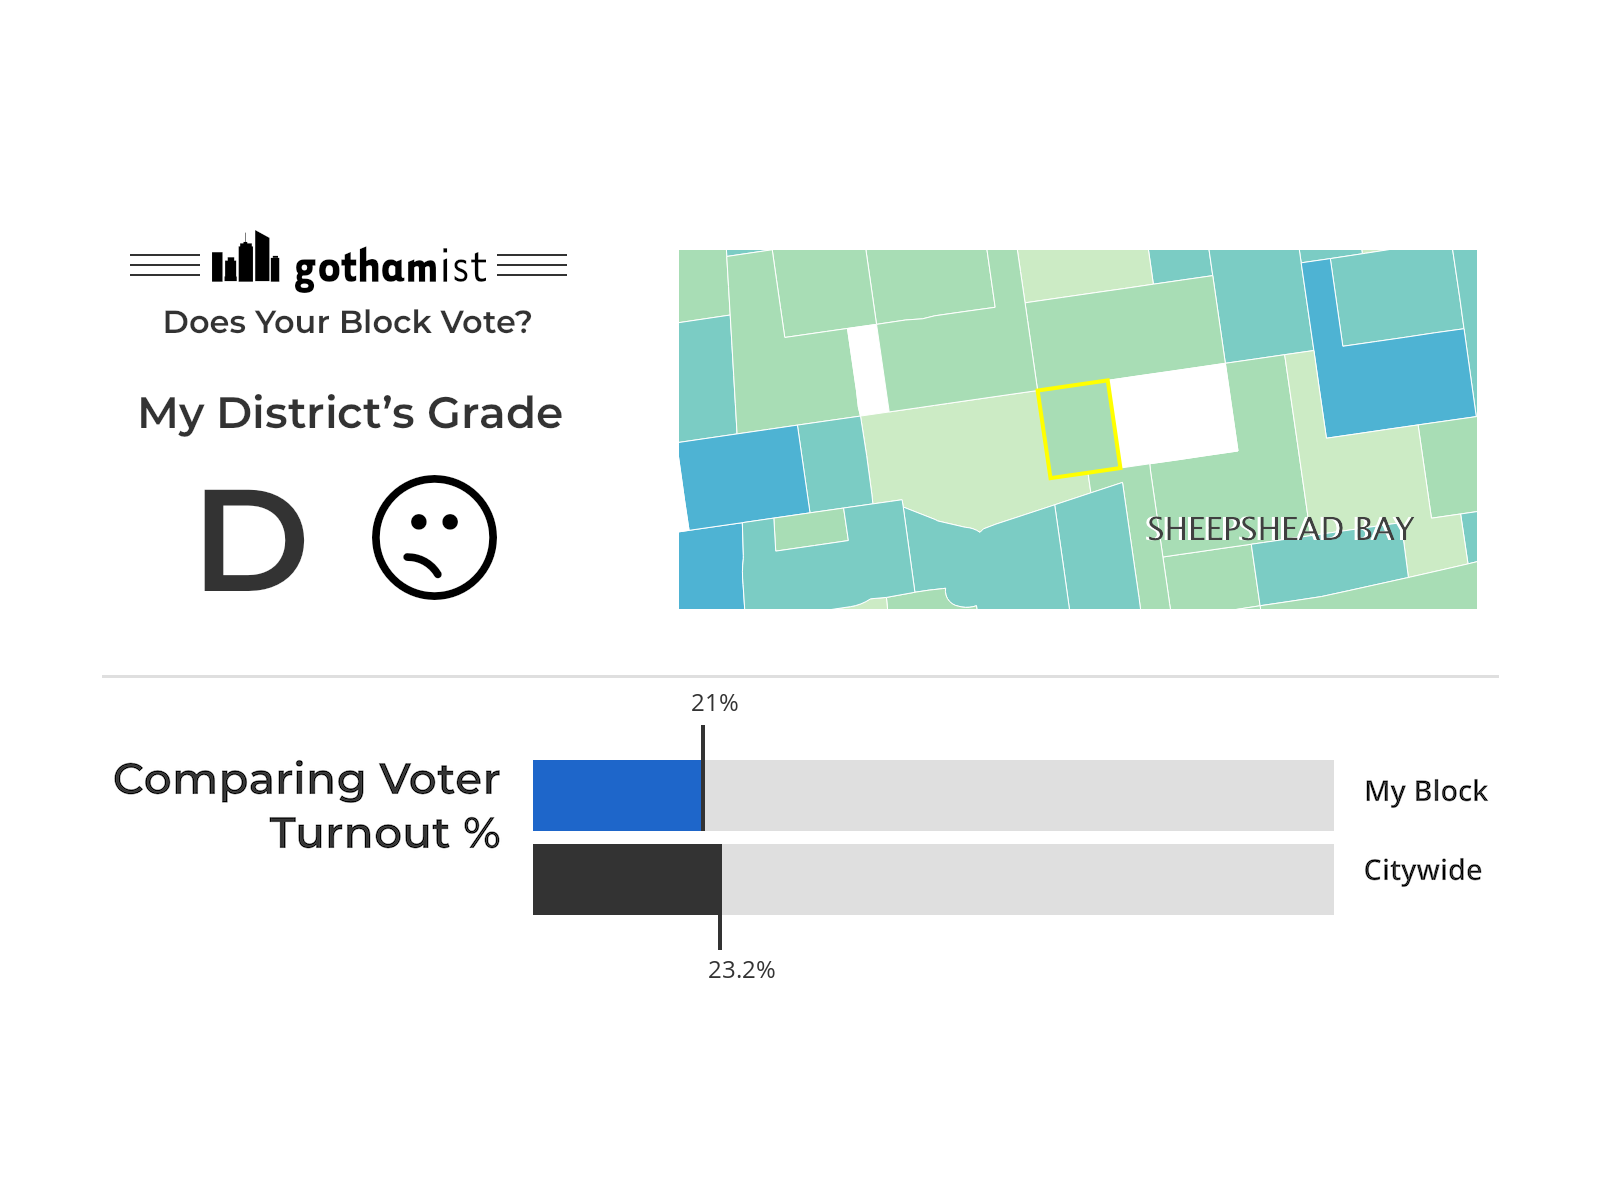 gothamist
Does Your Block Vote?
My District’s Grade
D
SHEEPSHEAD BAY
21%
Comparing Voter
Turnout %
My Block
Citywide
23.2%